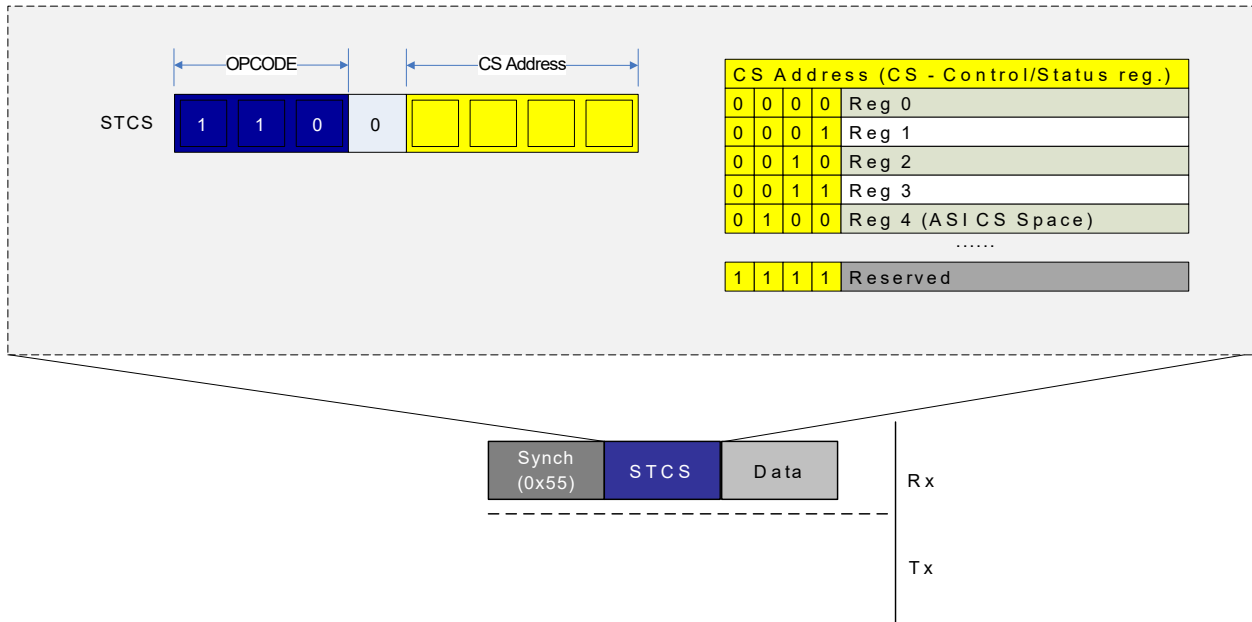 OPCODE CS Address
STCS 1 1 0 0
CS Address (CS - Control/Status reg.)
0 0 0 0 Reg 0
0 0 0 1 Reg 1
0 0 1 0 Reg 2
0 0 1 1 Reg 3
0 1 0 0 Reg 4 (ASI CS Space)
......
1 1 1 1 Reserved
Synch
(0x55)
STCS
Data
Rx
Tx